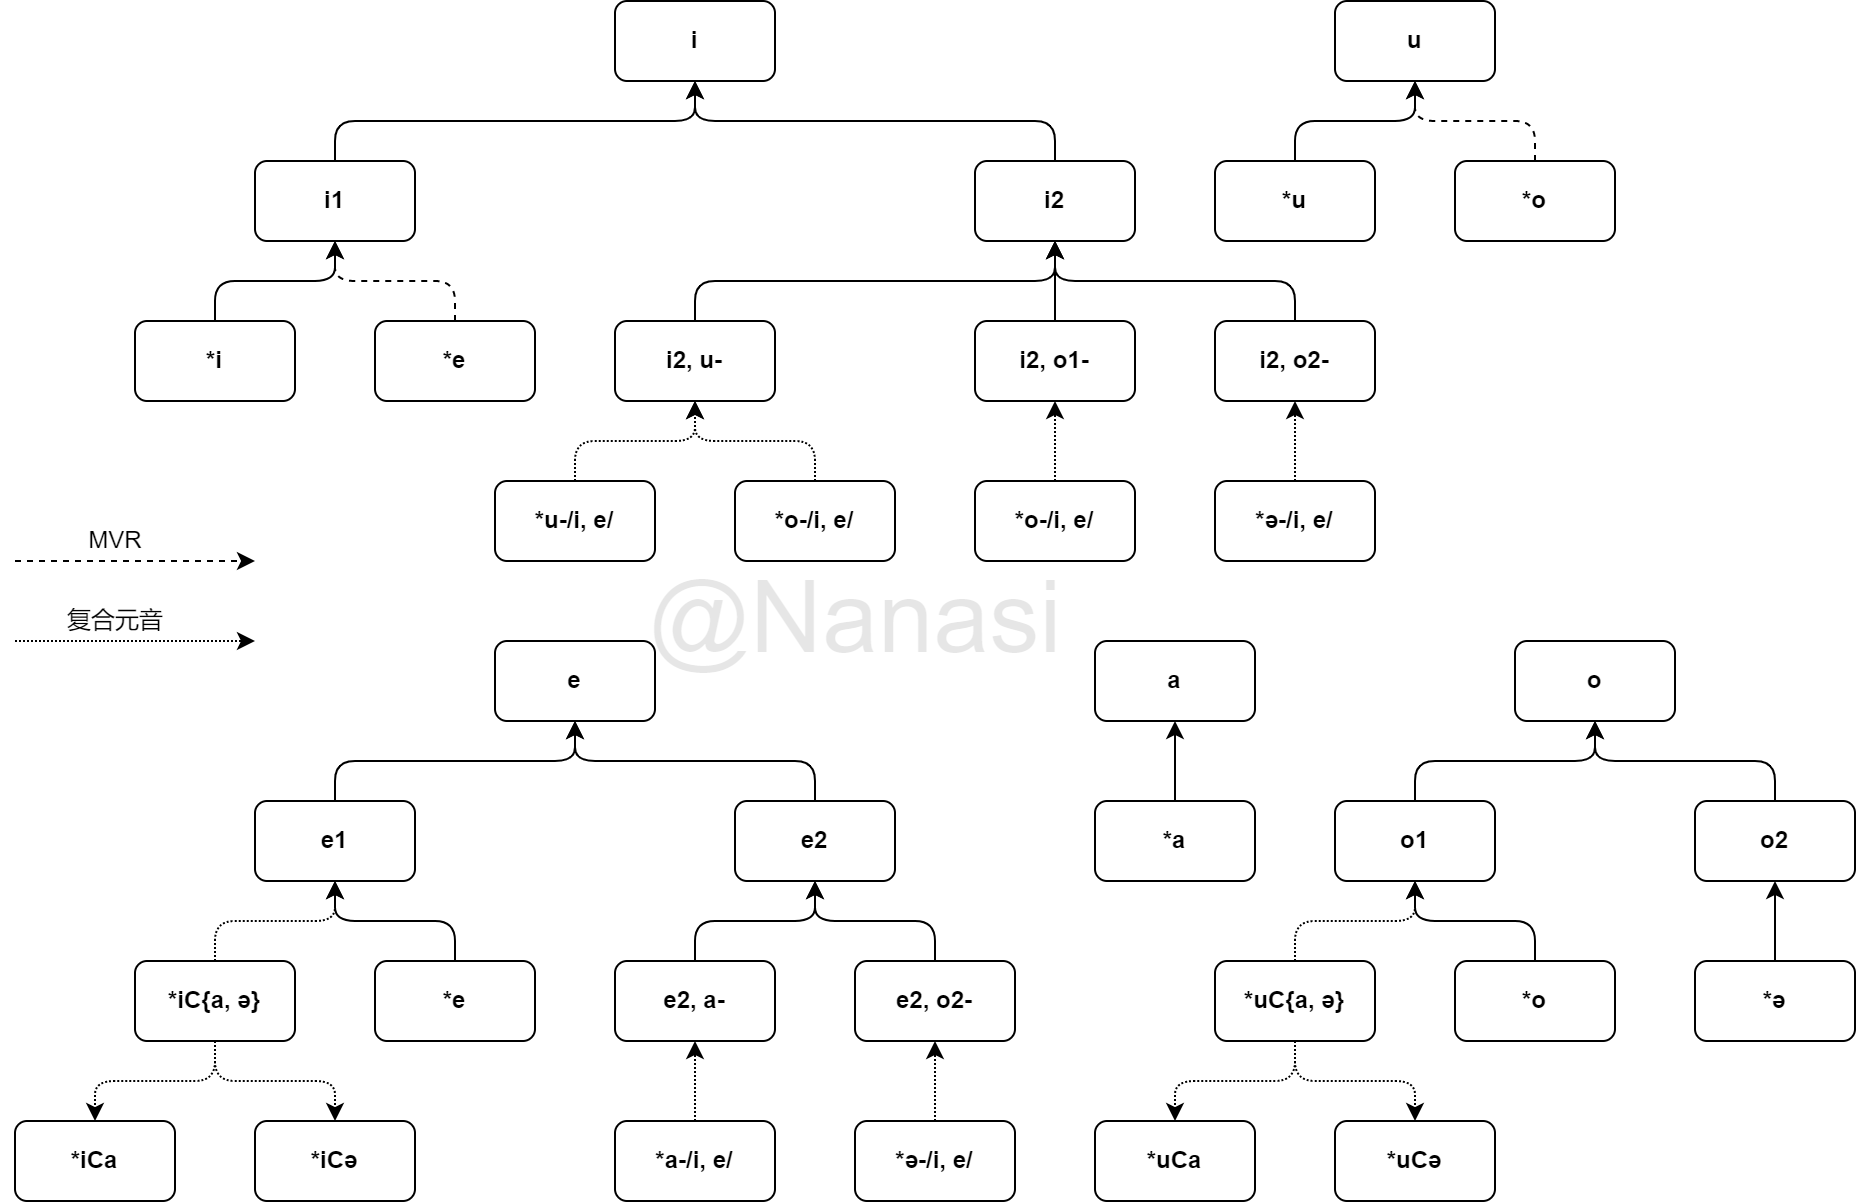 i
u
i1
i2
*u
*o
*i
*e
i2, u-
i2, o1-
i2, o2-
*u-/i, e/
*o-/i, e/
*o-/i, e/
*ə-/i, e/
MVR
复合元音
@Nanasi
e
a
o
e1
e2
*a
o1
o2
*iC{a, ə}
*e
e2, a-
e2, o2-
*uC{a, ə}
*o
*ə
*iCa
*iCə
*a-/i, e/
*ə-/i, e/
*uCa
*uCə